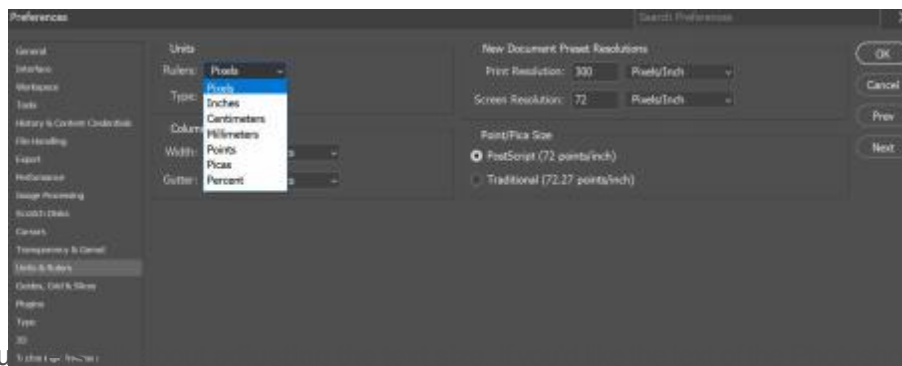 Preferences
Search Preferences
General
Interface
Workspace
Tools
History & Content Credentials
File Handling
Export
Performance
Image Processing
Scratch Disks
Cursors
Transparency & Gamut
Units & Rulers
Guides, Grid & Slices
Plugins
Type
3D
Units
Rulers: Pixels
Pixels
Inches
Centimeters
Millimeters
Points
Picas
Percent
Type:
Colum
Width:
Gutter:
New Document Preset Resolutions
Print Resolution: 300 Pixels/Inch
Screen Resolution: 72 Pixels/Inch
Point/Pica Size
PostScript (72 points/inch)
Traditional (72.27 points/inch)
OK
Cancel
Prev
Next